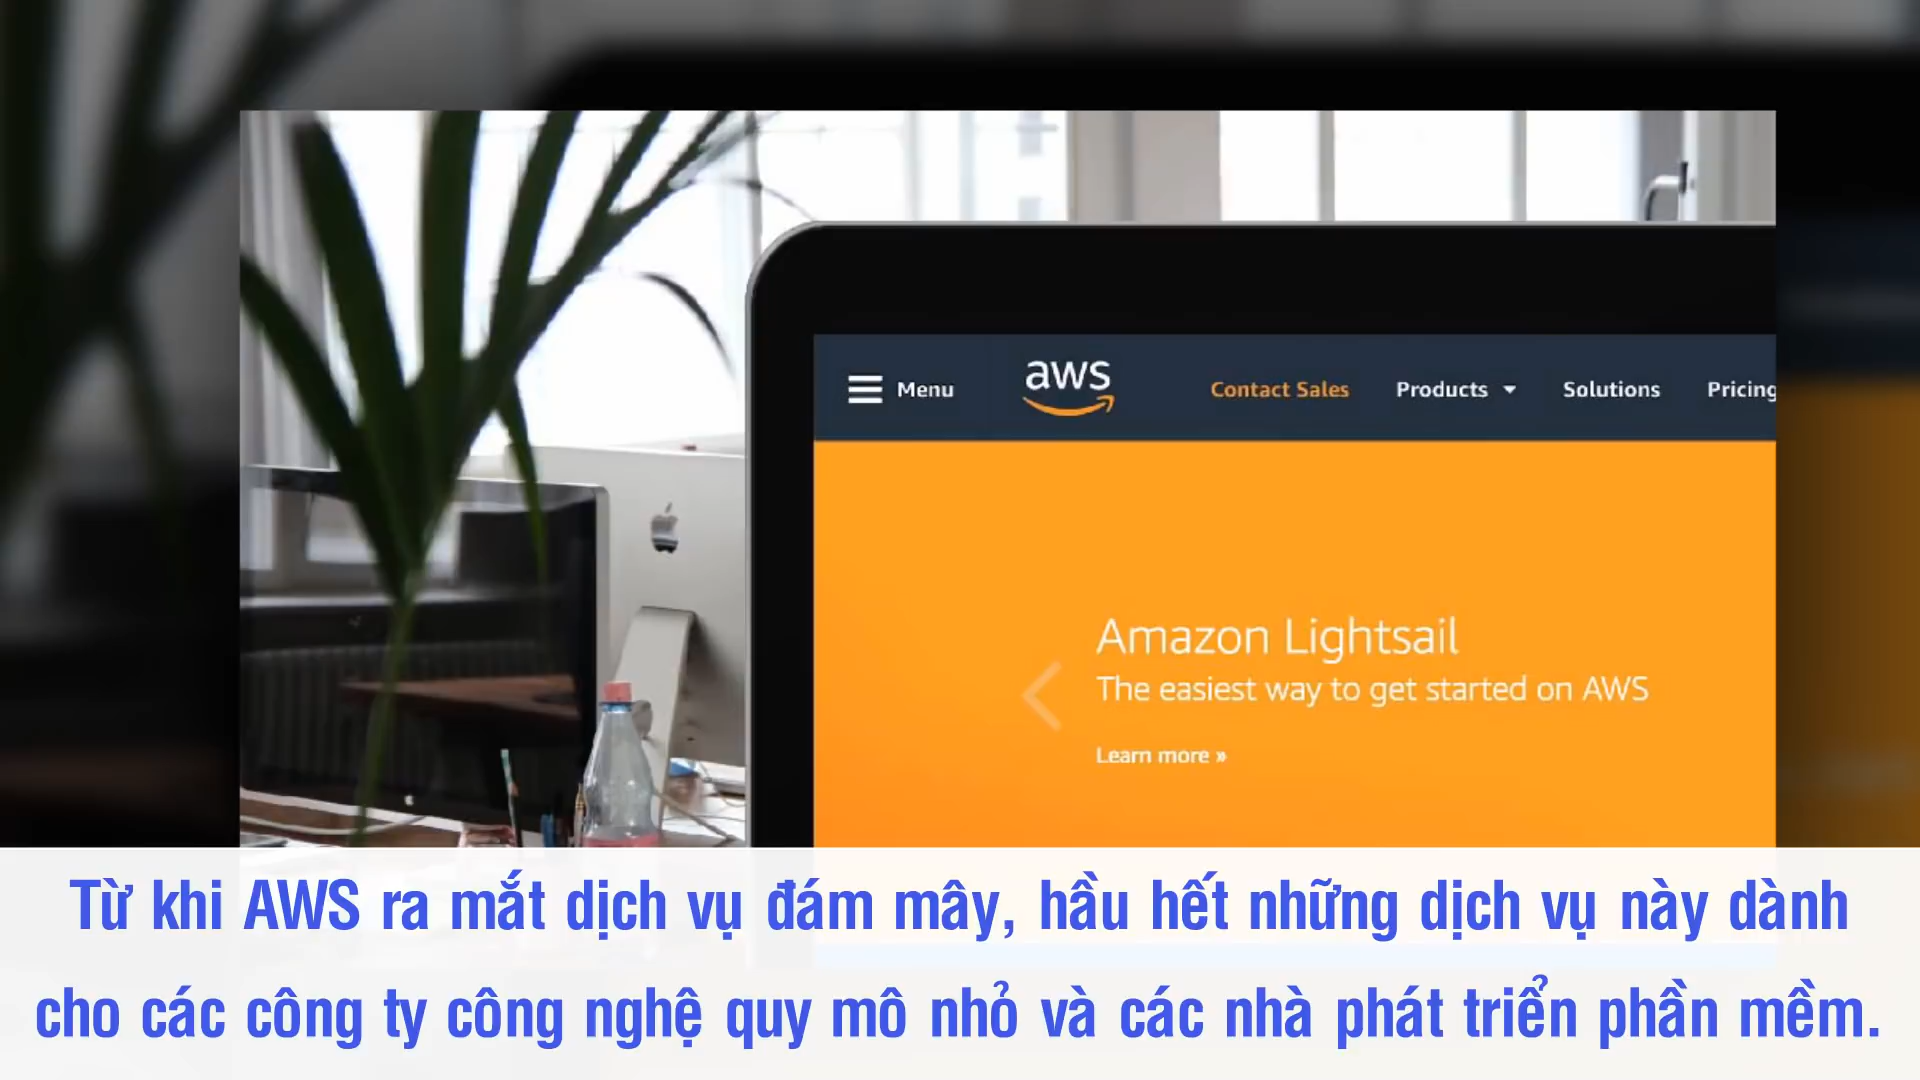 Menu
aws
Contact Sales
Products
Solutions
Pricing
Amazon Lightsail
The easiest way to get started on AWS
Learn more »
Từ khi AWS ra mắt dịch vụ đám mây, hầu hết những dịch vụ này dành
cho các công ty công nghệ quy mô nhỏ và các nhà phát triển phần mềm.